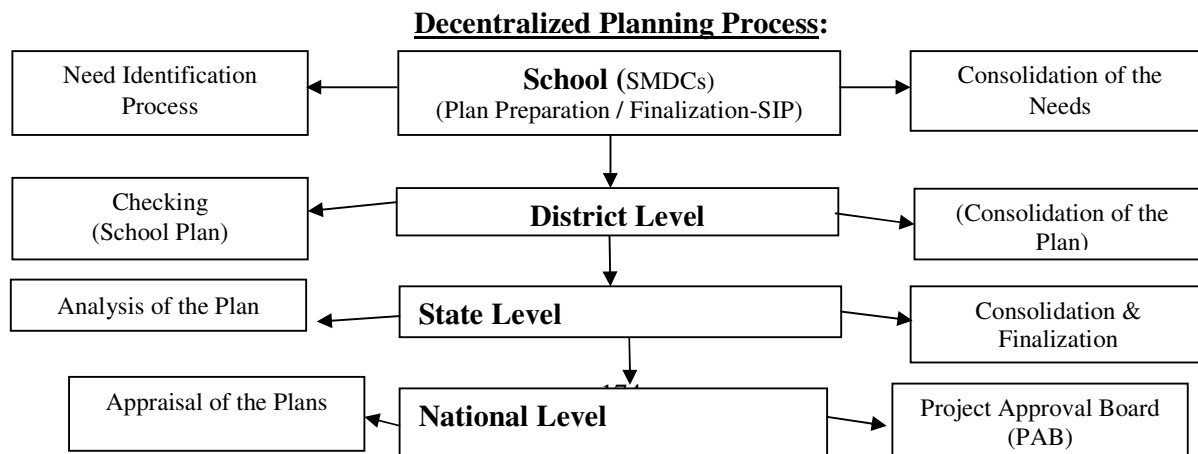 Decentralized Planning Process:
Need Identification
Process
School (SMDCs)
(Plan Preparation / Finalization-SIP)
Consolidation of the
Needs
Checking
(School Plan)
District Level
(Consolidation of the
Plan)
Analysis of the Plan
State Level
Consolidation &
Finalization
Appraisal of the Plans
National Level
Project Approval Board
(PAB)